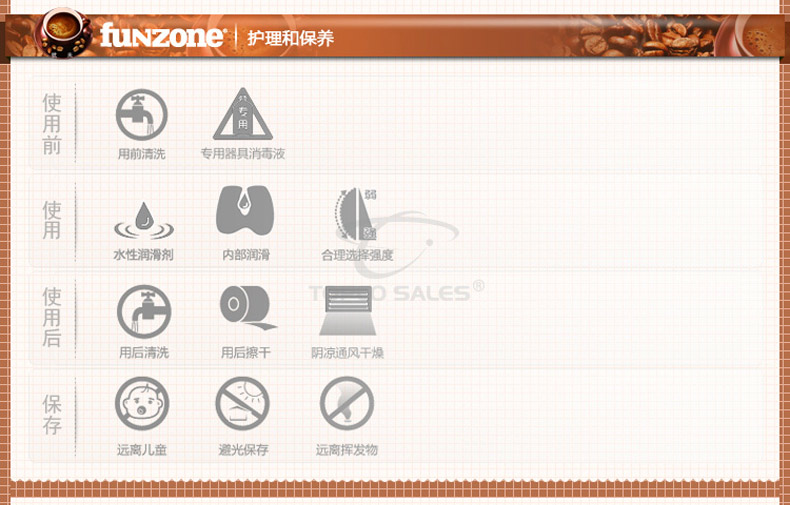 funzone® | 护理和保养
使用前
专用
用前清洗 专用器具消毒液
使用
水性润滑剂 内部润滑 合理选择强度
SALES®
使用后
用后清洗 用后擦干 阴凉通风干燥
保存
远离儿童 避光保存 远离挥发物